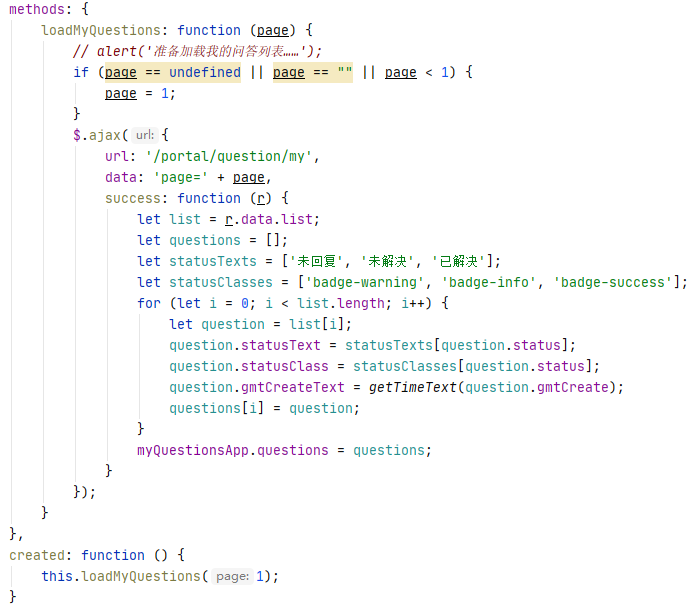 methods: {
    loadMyQuestions: function (page) {
        // alert('准备加载我的问答列表……');
        if (page == undefined || page == "" || page < 1) {
            page = 1;
        }
        $.ajax( url: {
            url: '/portal/question/my',
            data: 'page=' + page,
            success: function (r) {
                let list = r.data.list;
                let questions = [];
                let statusTexts = ['未回复', '未解决', '已解决'];
                let statusClasses = ['badge-warning', 'badge-info', 'badge-success'];
                for (let i = 0; i < list.length; i++) {
                    let question = list[i];
                    question.statusText = statusTexts[question.status];
                    question.statusClass = statusClasses[question.status];
                    question.gmtCreateText = getTimeText(question.gmtCreate);
                    questions[i] = question;
                }
                myQuestionsApp.questions = questions;
            }
        });
    }
},
created: function () {
    this.loadMyQuestions( page: 1);
}